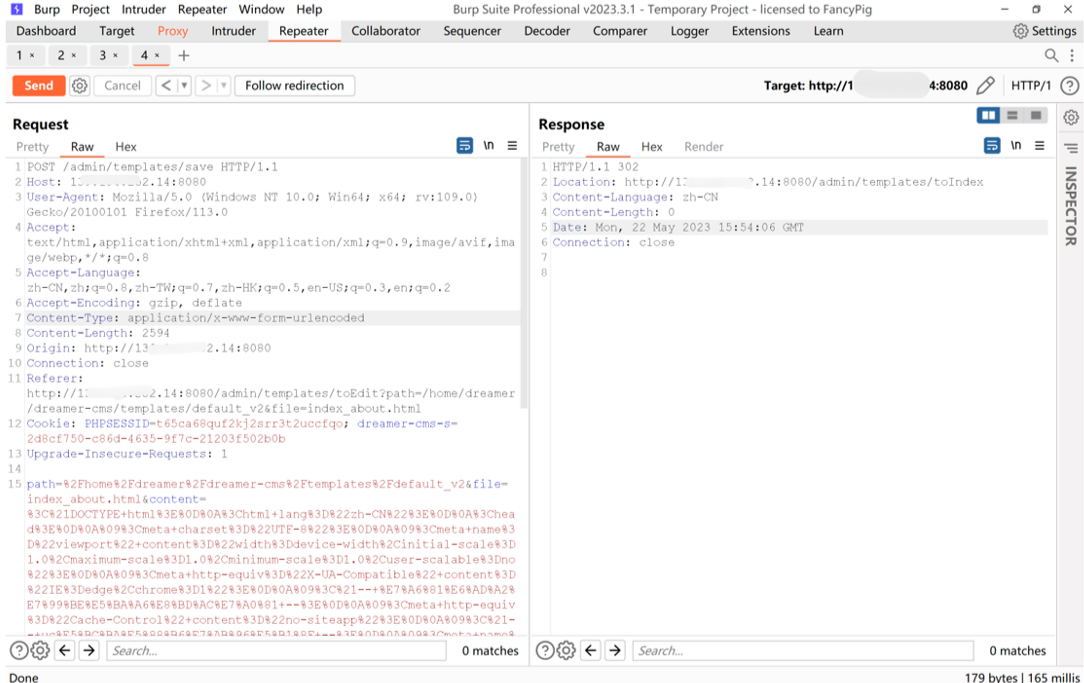 Burp Project Intruder Repeater Window Help Burp Suite Professional v2023.3.1 - Temporary Project - licensed to FancyPig
Dashboard Target Proxy Intruder Repeater Collaborator Sequencer Decoder Comparer Logger Extensions Learn Settings
1 × 2 × 3 × 4 × +
Send Cancel < > Follow redirection Target: http://1 4:8080 HTTP/1 ?
Request
Pretty Raw Hex \n
1 POST /admin/templates/save HTTP/1.1
2 Host: 13 .14:8080
3 User-Agent: Mozilla/5.0 (Windows NT 10.0; Win64; x64; rv:109.0)
Gecko/20100101 Firefox/113.0
4 Accept:
text/html,application/xhtml+xml,application/xml;q=0.9,image/avif,ima
ge/webp,*/*;q=0.8
5 Accept-Language:
zh-CN,zh;q=0.8,zh-TW;q=0.7,zh-HK;q=0.5,en-US;q=0.3,en;q=0.2
6 Accept-Encoding: gzip, deflate
7 Content-Type: application/x-www-form-urlencoded
8 Content-Length: 2594
9 Origin: http://13 2.14:8080
10 Connection: close
11 Referer:
http://1 2.14:8080/admin/templates/toEdit?path=/home/dreamer
/dreamer-cms/templates/default_v2&file=index_about.html
12 Cookie: PHPSESSID=t65ca68quf2kj2srr3t2uccfqo; dreamer-cms-s=
2d8cf750-c86d-4635-9f7c-21203f502b0b
13 Upgrade-Insecure-Requests: 1
14
15 path=%2Fhome%2Fdreamer%2Fdreamer-cms%2Ftemplates%2Fdefault_v2&file=
index_about.html&content=
%3C%21DOCTYPE+html%3E%0D%0A%3Chtml+lang%3D%22zh-CN%22%3E%0D%0A%3Chea
d%3E%0D%0A%09%3Cmeta+charset%3D%22UTF-8%22%3E%0D%0A%09%3Cmeta+name%3
D%22viewport%22+content%3D%22width%3Ddevice-width%2Cinitial-scale%3D
1.0%2Cmaximum-scale%3D1.0%2Cminimum-scale%3D1.0%2Cuser-scalable%3Dno
%22%3E%0D%0A%09%3Cmeta+http-equiv%3D%22X-UA-Compatible%22+content%3D
%22IE%3Dedge%2Cchrome%3D1%22%3E%0D%0A%09%3C%21--+%E7%A6%81%E6%AD%A2%
E7%99%BE%E5%BA%A6%E8%BD%AC%E7%A0%81+--%3E%0D%0A%09%3Cmeta+http-equiv
%3D%22Cache-Control%22+content%3D%22no-siteapp%22%3E%0D%0A%09%3C%21-
Search... 0 matches
Response
Pretty Raw Hex Render \n
1 HTTP/1.1 302
2 Location: http://13 .14:8080/admin/templates/toIndex
3 Content-Language: zh-CN
4 Content-Length: 0
5 Date: Mon, 22 May 2023 15:54:06 GMT
6 Connection: close
7
8
Search... 0 matches
INSPECTOR
Done 179 bytes | 165 millis